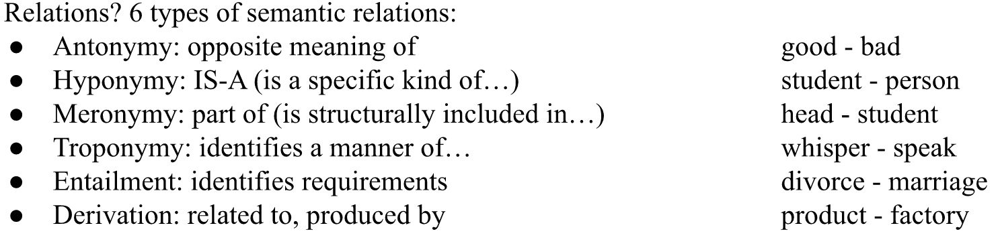 Relations? 6 types of semantic relations:
● Antonymy: opposite meaning of good - bad
● Hyponymy: IS-A (is a specific kind of…) student - person
● Meronymy: part of (is structurally included in…) head - student
● Troponymy: identifies a manner of… whisper - speak
● Entailment: identifies requirements divorce - marriage
● Derivation: related to, produced by product - factory